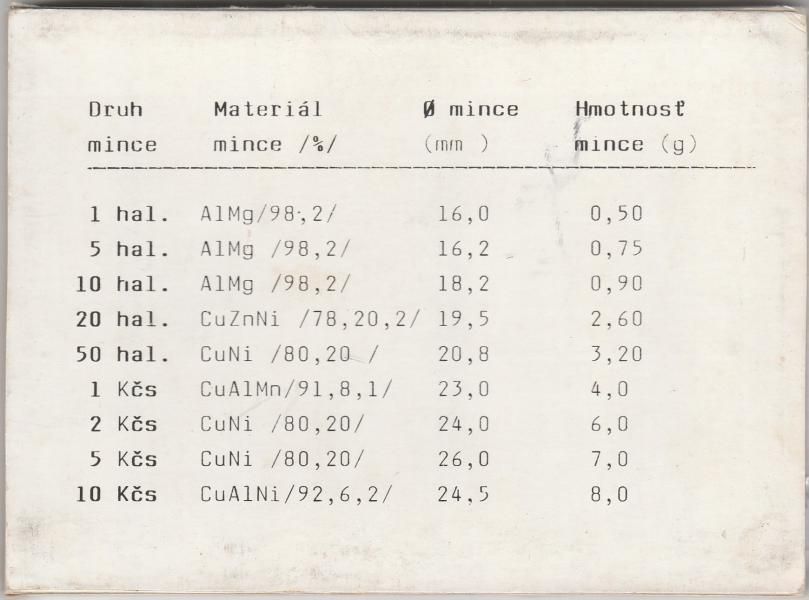 Druh Materiál Ø mince Hmotnosť
mince mince /%/ (mm ) mince (g)
1 hal. AlMg/98,2/ 16,0 0,50
5 hal. AlMg /98,2/ 16,2 0,75
10 hal. AlMg /98,2/ 18,2 0,90
20 hal. CuZnNi /78,20,2/ 19,5 2,60
50 hal. CuNi /80,20 / 20,8 3,20
1 Kčs CuAlMn/91,8,1/ 23,0 4,0
2 Kčs CuNi /80,20/ 24,0 6,0
5 Kčs CuNi /80,20/ 26,0 7,0
10 Kčs CuAlNi/92,6,2/ 24,5 8,0